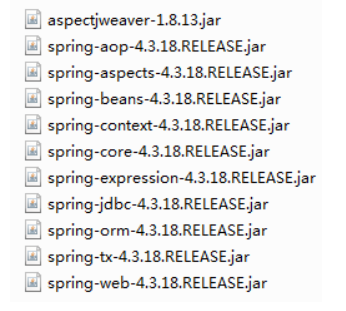 aspectjweaver-1.8.13.jar
spring-aop-4.3.18.RELEASE.jar
spring-aspects-4.3.18.RELEASE.jar
spring-beans-4.3.18.RELEASE.jar
spring-context-4.3.18.RELEASE.jar
spring-core-4.3.18.RELEASE.jar
spring-expression-4.3.18.RELEASE.jar
spring-jdbc-4.3.18.RELEASE.jar
spring-orm-4.3.18.RELEASE.jar
spring-tx-4.3.18.RELEASE.jar
spring-web-4.3.18.RELEASE.jar